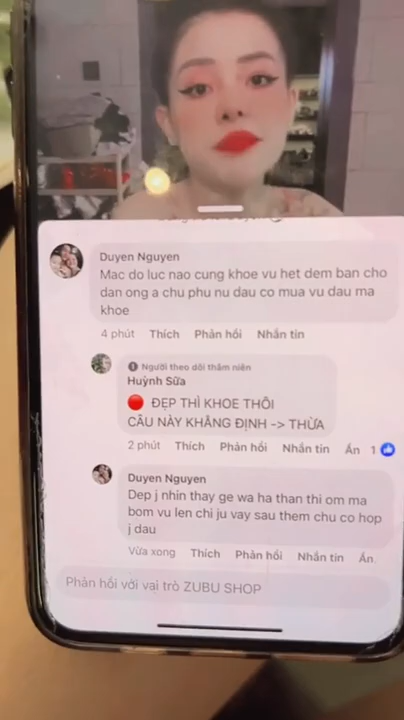 Duyen Nguyen
Mac do luc nao cung khoe vu het dem ban cho
dan ong a chu phu nu dau co mua vu dau ma
khoe
4 phút Thích Phản hồi Nhắn tin
Người theo dõi thâm niên
Huỳnh Sữa
ĐẸP THÌ KHOE THÔI
CÂU NÀY KHẲNG ĐỊNH -> THỪA
2 phút Thích Phản hồi Nhắn tin Ẩn 1
Duyen Nguyen
Dep j nhin thay ge wa ha than thi om ma
bom vu len chi ju vay sau them chu co hop
j dau
Vừa xong Thích Phản hồi Nhắn tin Ẩn
Phản hồi với vai trò ZUBU SHOP